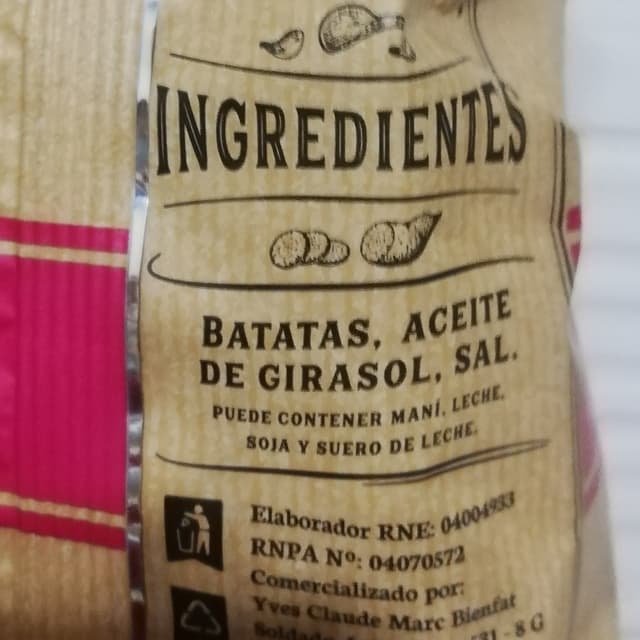 INGREDIENTES
BATATAS, ACEITE
DE GIRASOL, SAL.
PUEDE CONTENER MANÍ, LECHE,
SOJA Y SUERO DE LECHE.
Elaborador RNE: 04004933
RNPA Nº: 04070572
Comercializado por:
Yves Claude Marc Bienfat
- 8 G